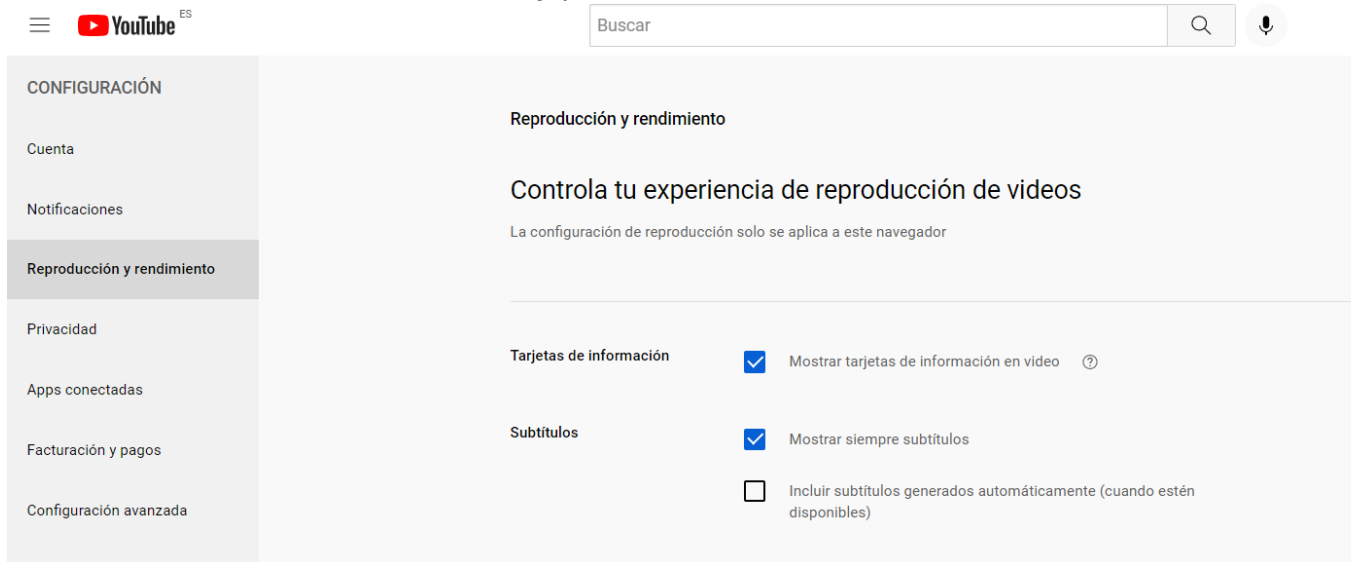 YouTube ES
Buscar
CONFIGURACIÓN
Cuenta
Notificaciones
Reproducción y rendimiento
Privacidad
Apps conectadas
Facturación y pagos
Configuración avanzada
Reproducción y rendimiento
Controla tu experiencia de reproducción de videos
La configuración de reproducción solo se aplica a este navegador
Tarjetas de información
Mostrar tarjetas de información en video
Subtítulos
Mostrar siempre subtítulos
Incluir subtítulos generados automáticamente (cuando estén
disponibles)